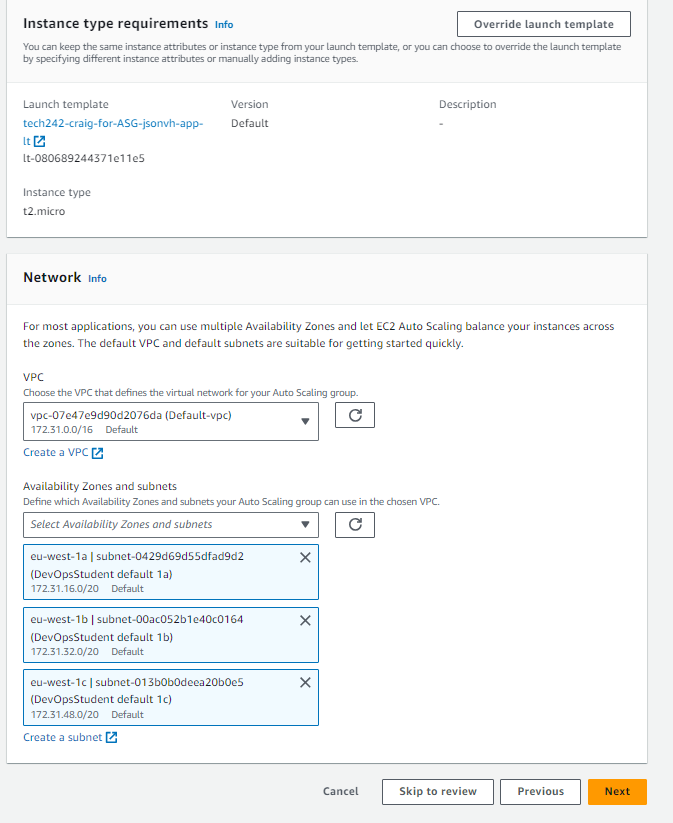 Instance type requirements Info
Override launch template
You can keep the same instance attributes or instance type from your launch template, or you can choose to override the launch template
by specifying different instance attributes or manually adding instance types.
Launch template
tech242-craig-for-ASG-jsonvh-app-
lt
lt-080689244371e11e5
Version
Default
Description
-
Instance type
t2.micro
Network Info
For most applications, you can use multiple Availability Zones and let EC2 Auto Scaling balance your instances across
the zones. The default VPC and default subnets are suitable for getting started quickly.
VPC
Choose the VPC that defines the virtual network for your Auto Scaling group.
vpc-07e47e9d90d2076da (Default-vpc)
172.31.0.0/16 Default
Create a VPC
Availability Zones and subnets
Define which Availability Zones and subnets your Auto Scaling group can use in the chosen VPC.
Select Availability Zones and subnets
eu-west-1a | subnet-0429d69d55dfad9d2
(DevOpsStudent default 1a)
172.31.16.0/20 Default
eu-west-1b | subnet-00ac052b1e40c0164
(DevOpsStudent default 1b)
172.31.32.0/20 Default
eu-west-1c | subnet-013b0b0deea20b0e5
(DevOpsStudent default 1c)
172.31.48.0/20 Default
Create a subnet
Cancel
Skip to review
Previous
Next